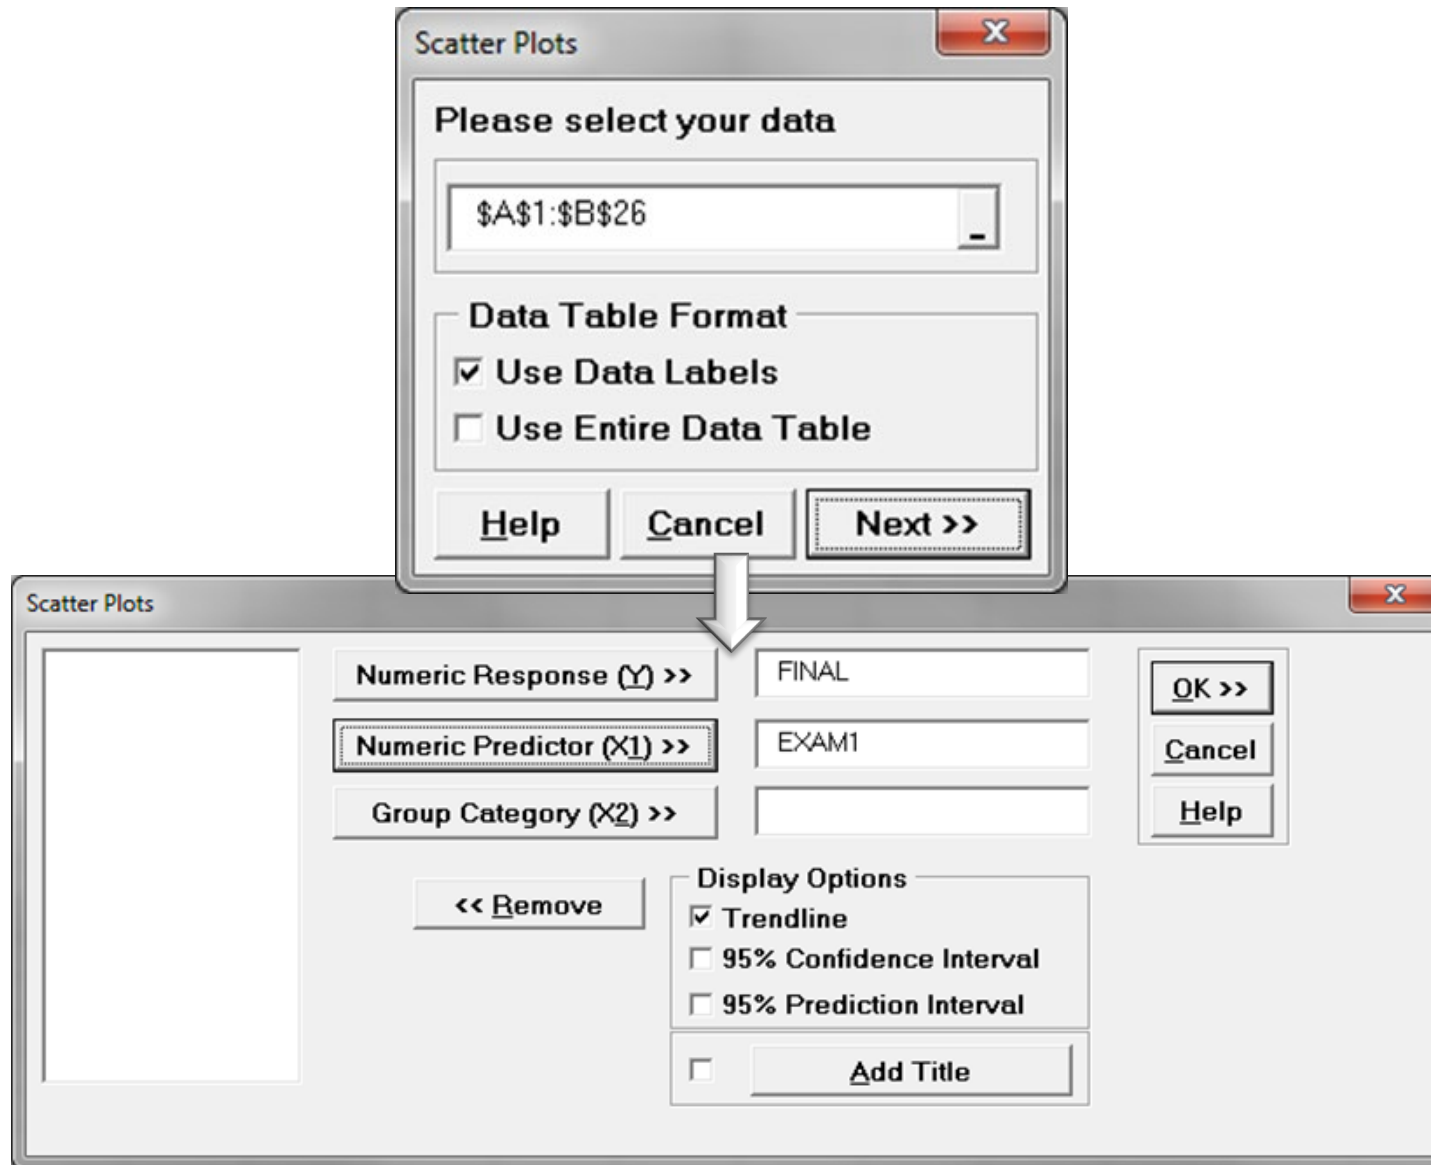 Scatter Plots
Please select your data
$A$1:$B$26
Data Table Format
Use Data Labels
Use Entire Data Table
Help Cancel Next >>
Scatter Plots
Numeric Response (Y) >> FINAL OK >>
Numeric Predictor (X1) >> EXAM1 Cancel
Group Category (X2) >> Help
<< Remove
Display Options
Trendline
95% Confidence Interval
95% Prediction Interval
Add Title